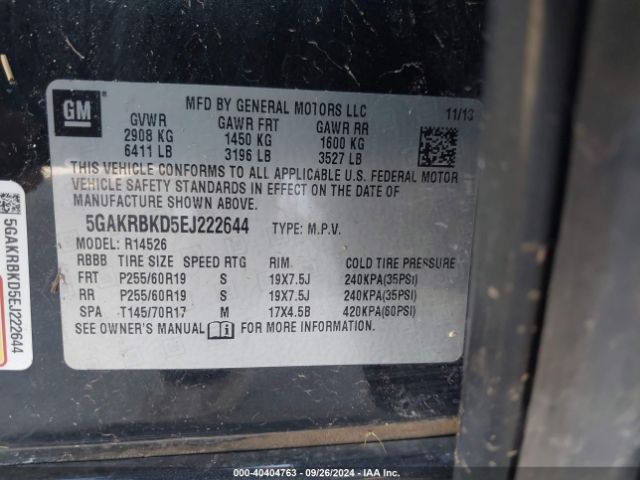 GM
MFD BY GENERAL MOTORS LLC
11/13
GVWR GAWR FRT GAWR RR
2908 KG 1450 KG 1600 KG
6411 LB 3196 LB 3527 LB
THIS VEHICLE CONFORMS TO ALL APPLICABLE U.S. FEDERAL MOTOR
VEHICLE SAFETY STANDARDS IN EFFECT ON THE DATE OF
MANUFACTURE SHOWN ABOVE.
5GAKRBKD5EJ222644 TYPE: M.P.V.
MODEL: R14526
RBBB TIRE SIZE SPEED RTG RIM COLD TIRE PRESSURE
FRT P255/60R19 S 19X7.5J 240KPA(35PSI)
RR P255/60R19 S 19X7.5J 240KPA(35PSI)
SPA T145/70R17 M 17X4.5B 420KPA(60PSI)
SEE OWNER'S MANUAL FOR MORE INFORMATION
5GAKRBKD5EJ222644
000-40404763 - 09/26/2024 - IAA Inc.